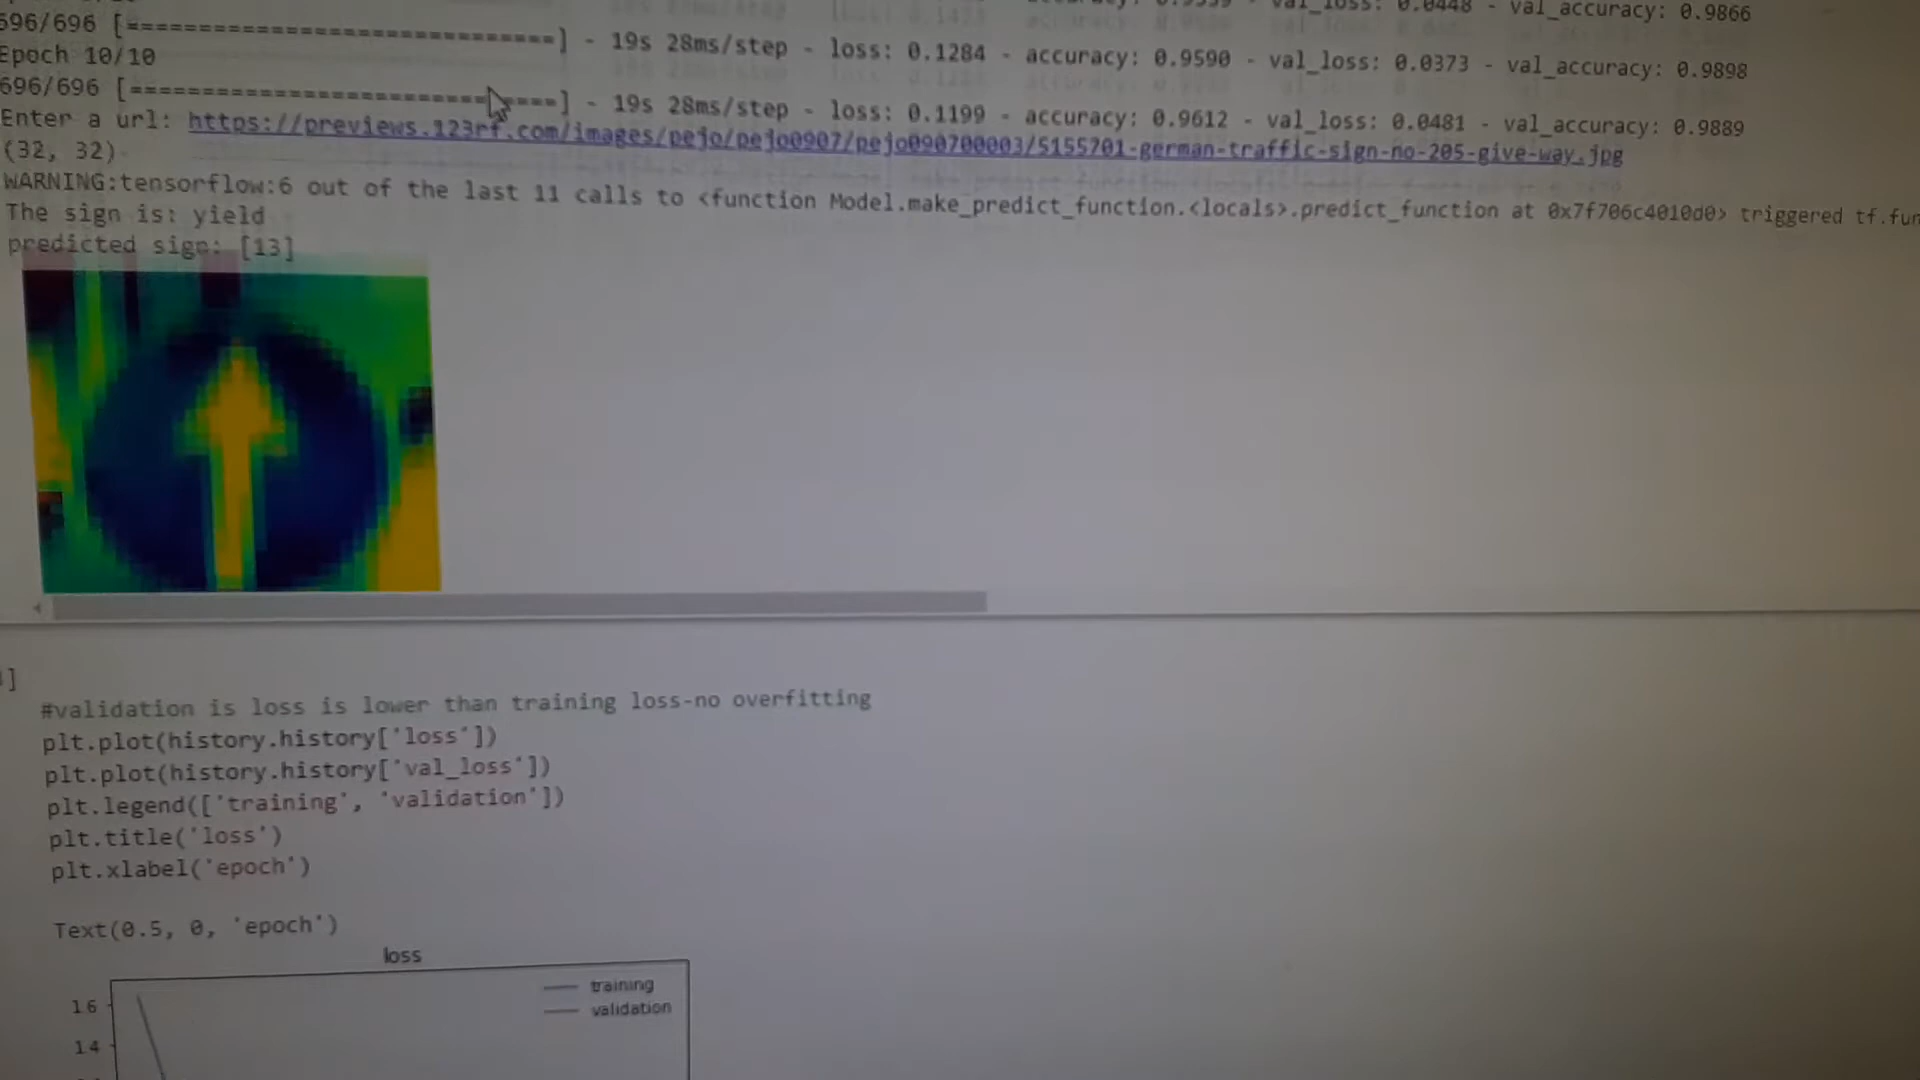 696/696 [==============================] - 19s 28ms/step - loss: 0.1284 - accuracy: 0.9590 - val_loss: 0.0373 - val_accuracy: 0.9898
Epoch 10/10
696/696 [==============================] - 19s 28ms/step - loss: 0.1199 - accuracy: 0.9612 - val_loss: 0.0481 - val_accuracy: 0.9889
Enter a url: https://previews.123rf.com/images/pejo/pejo0907/pejo090700003/5155701-german-traffic-sign-no-205-give-way.jpg
(32, 32)
WARNING:tensorflow:6 out of the last 11 calls to <function Model.make_predict_function.<locals>.predict_function at 0x7f706c4010d0> triggered tf.fun
The sign is: yield
predicted sign: [13]
]
#validation is loss is lower than training loss-no overfitting
plt.plot(history.history['loss'])
plt.plot(history.history['val_loss'])
plt.legend(['training', 'validation'])
plt.title('loss')
plt.xlabel('epoch')
Text(0.5, 0, 'epoch')
loss
training
validation
1.6
1.4